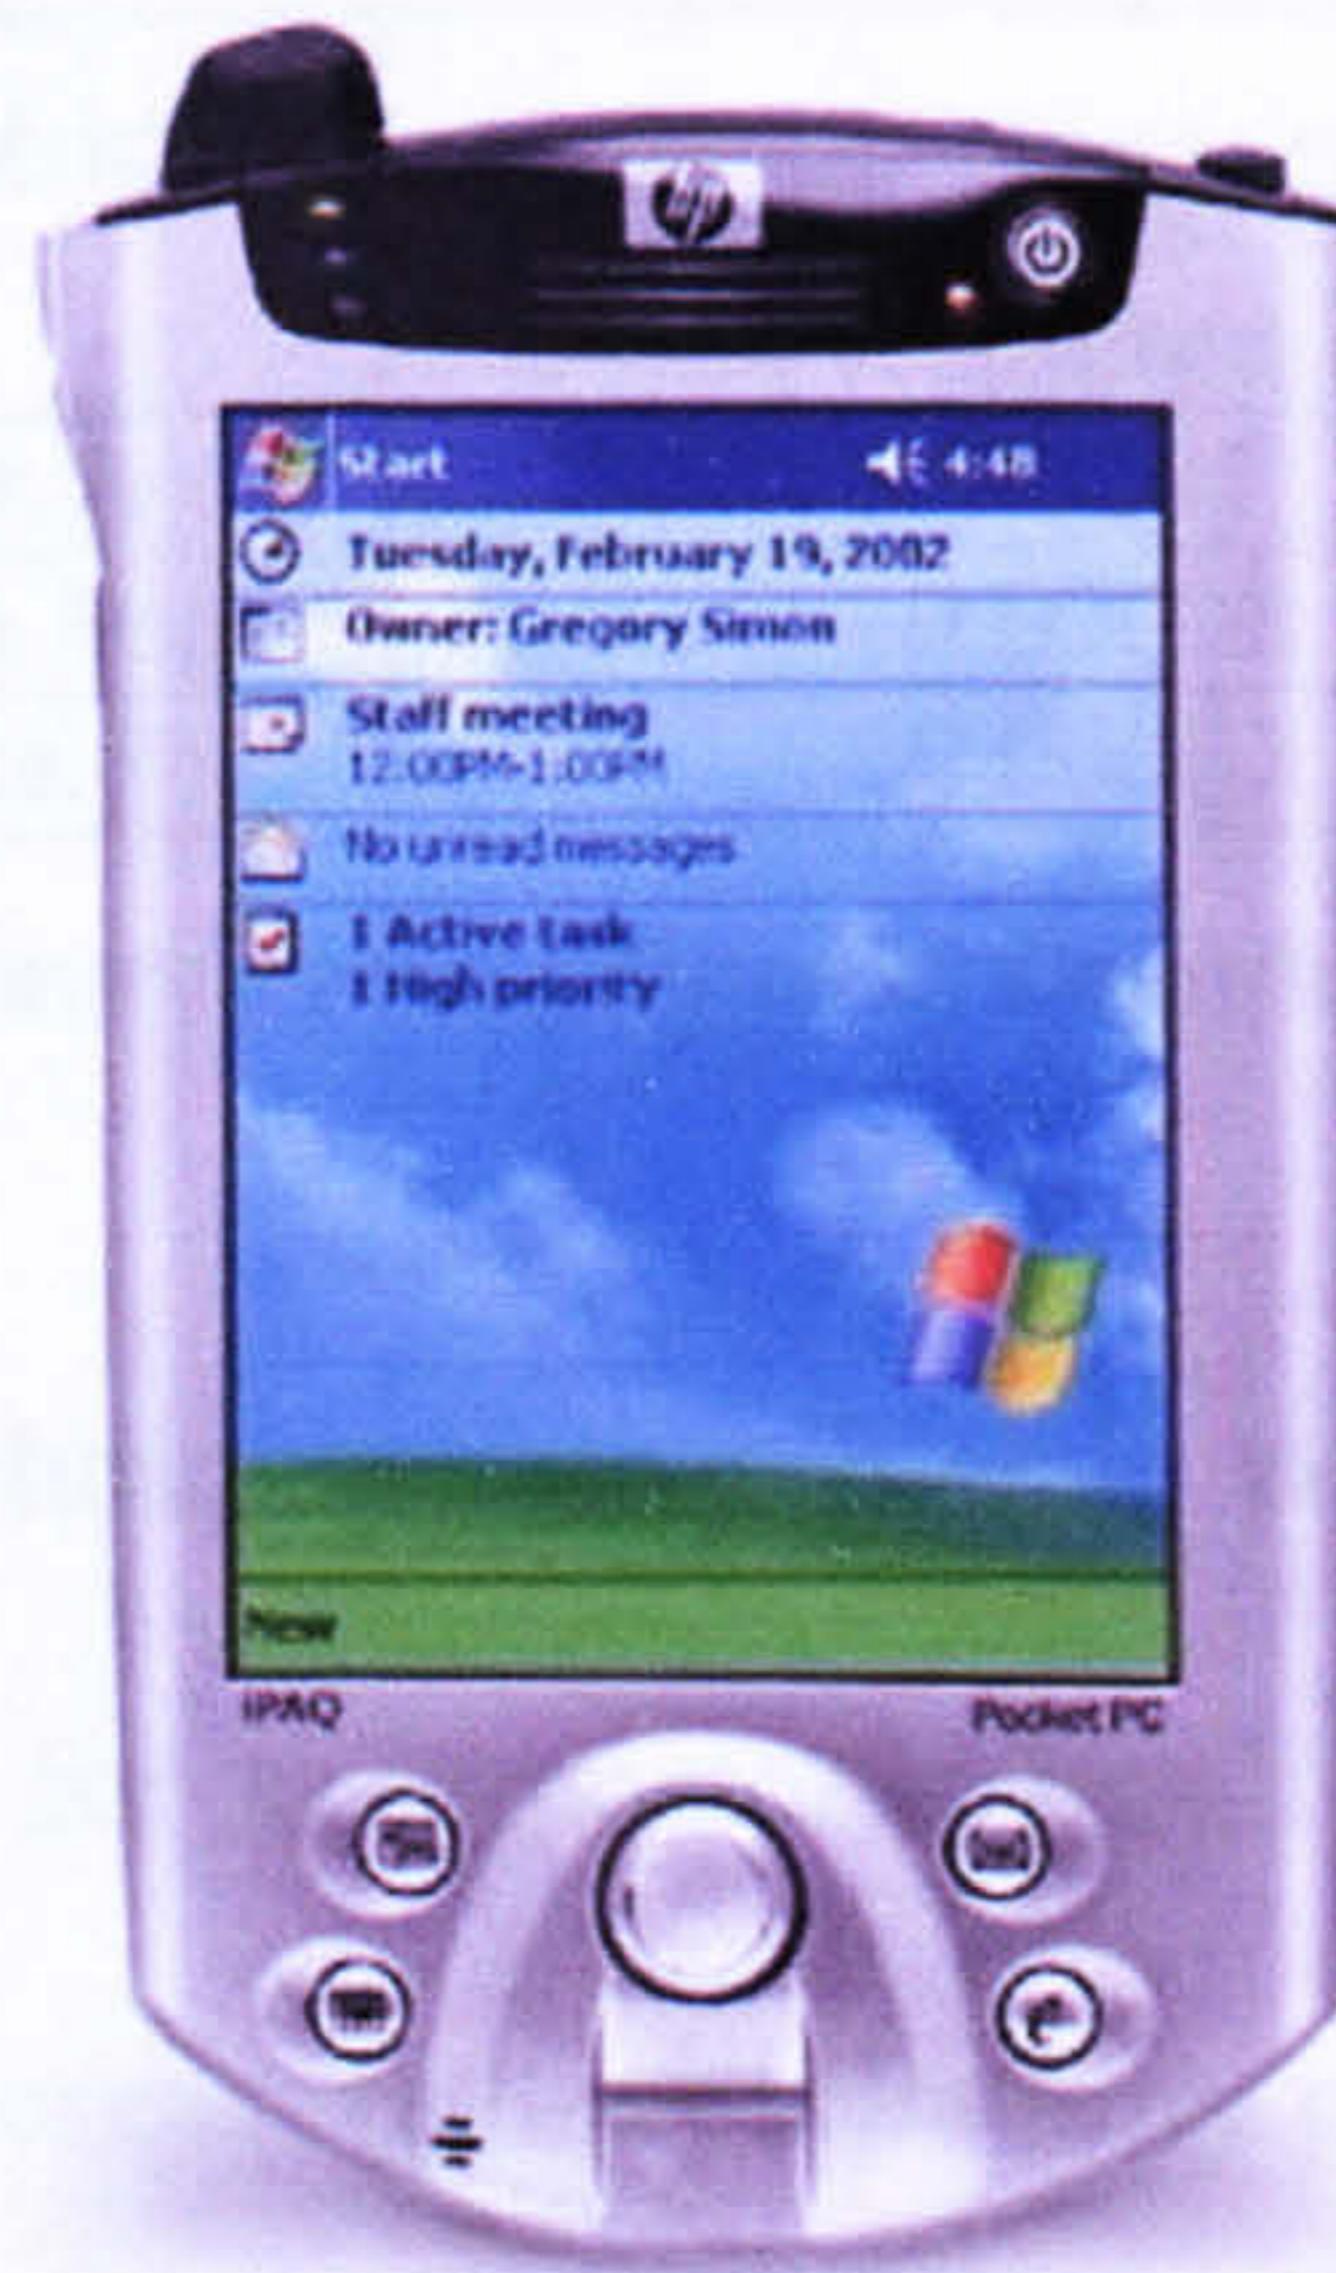 hp
Start 4:48
Tuesday, February 19, 2002
Owner: Gregory Simon
Staff meeting
12:00PM-1:00PM
No unread messages
1 Active task
1 High priority
New
iPAQ Pocket PC